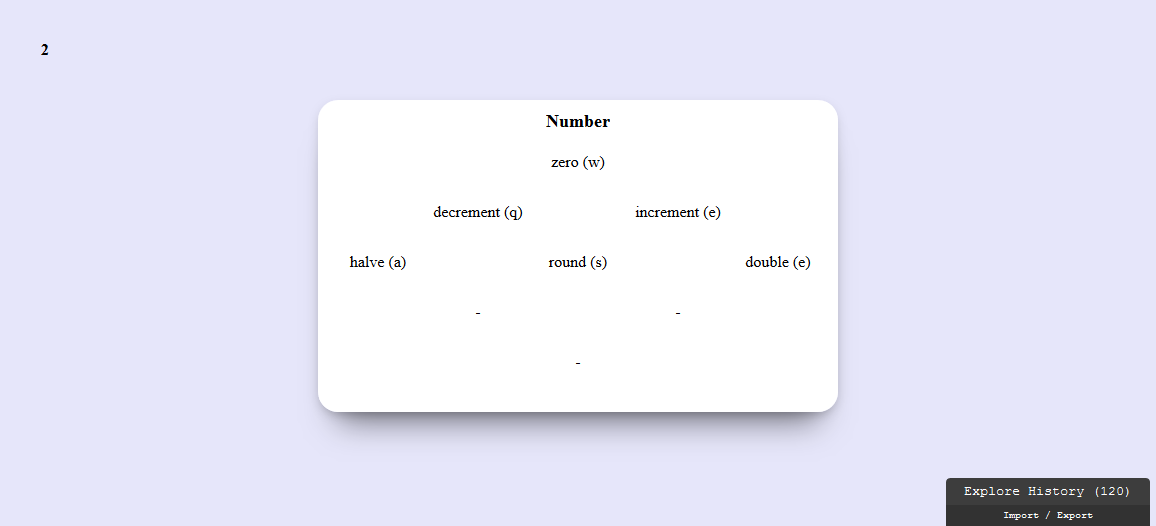 2
Number
zero (w)
decrement (q) increment (e)
halve (a) round (s) double (e)
- -
-
Explore History (120)
Import / Export